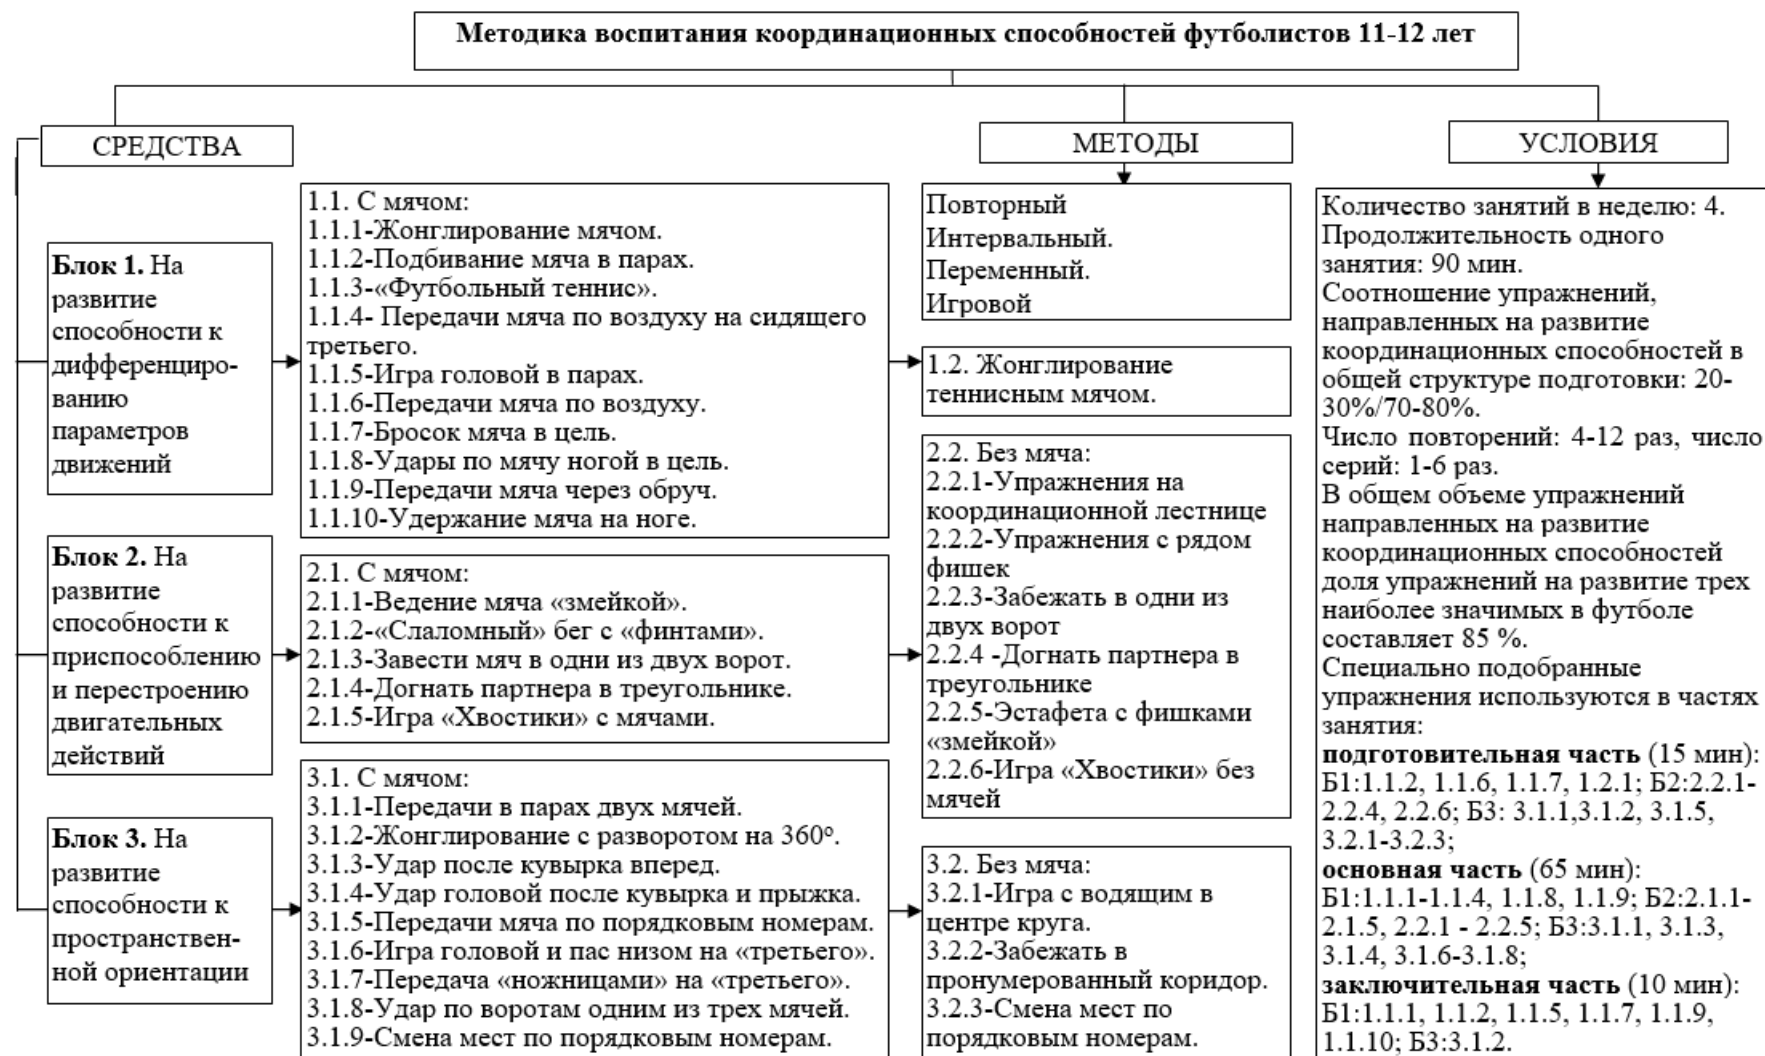 Методика воспитания координационных способностей футболистов 11-12 лет
СРЕДСТВА
МЕТОДЫ
УСЛОВИЯ
Блок 1. На
развитие
способности к
дифференциро-
ванию
параметров
движений
1.1. С мячом:
1.1.1-Жонглирование мячом.
1.1.2-Подбивание мяча в парах.
1.1.3-«Футбольный теннис».
1.1.4- Передачи мяча по воздуху на сидящего
третьего.
1.1.5-Игра головой в парах.
1.1.6-Передачи мяча по воздуху.
1.1.7-Бросок мяча в цель.
1.1.8-Удары по мячу ногой в цель.
1.1.9-Передачи мяча через обруч.
1.1.10-Удержание мяча на ноге.
Повторный
Интервальный.
Переменный.
Игровой
1.2. Жонглирование
теннисным мячом.
Блок 2. На
развитие
способности к
приспособлению
и перестроению
двигательных
действий
2.1. С мячом:
2.1.1-Ведение мяча «змейкой».
2.1.2-«Слаломный» бег с «финтами».
2.1.3-Завести мяч в одни из двух ворот.
2.1.4-Догнать партнера в треугольнике.
2.1.5-Игра «Хвостики» с мячами.
2.2. Без мяча:
2.2.1-Упражнения на
координационной лестнице
2.2.2-Упражнения с рядом
фишек
2.2.3-Забежать в одни из
двух ворот
2.2.4 -Догнать партнера в
треугольнике
2.2.5-Эстафета с фишками
«змейкой»
2.2.6-Игра «Хвостики» без
мячей
Блок 3. На
развитие
способности к
пространствен-
ной ориентации
3.1. С мячом:
3.1.1-Передачи в парах двух мячей.
3.1.2-Жонглирование с разворотом на 360º.
3.1.3-Удар после кувырка вперед.
3.1.4-Удар головой после кувырка и прыжка.
3.1.5-Передачи мяча по порядковым номерам.
3.1.6-Игра головой и пас низом на «третьего».
3.1.7-Передача «ножницами» на «третьего».
3.1.8-Удар по воротам одним из трех мячей.
3.1.9-Смена мест по порядковым номерам.
3.2. Без мяча:
3.2.1-Игра с водящим в
центре круга.
3.2.2-Забежать в
пронумерованный коридор.
3.2.3-Смена мест по
порядковым номерам.
Количество занятий в неделю: 4.
Продолжительность одного
занятия: 90 мин.
Соотношение упражнений,
направленных на развитие
координационных способностей в
общей структуре подготовки: 20-
30%/70-80%.
Число повторений: 4-12 раз, число
серий: 1-6 раз.
В общем объеме упражнений
направленных на развитие
координационных способностей
доля упражнений на развитие трех
наиболее значимых в футболе
составляет 85 %.
Специально подобранные
упражнения используются в частях
занятия:
подготовительная часть (15 мин):
Б1:1.1.2, 1.1.6, 1.1.7, 1.2.1; Б2:2.2.1-
2.2.4, 2.2.6; Б3: 3.1.1,3.1.2, 3.1.5,
3.2.1-3.2.3;
основная часть (65 мин):
Б1:1.1.1-1.1.4, 1.1.8, 1.1.9; Б2:2.1.1-
2.1.5, 2.2.1 - 2.2.5; Б3:3.1.1, 3.1.3,
3.1.4, 3.1.6-3.1.8;
заключительная часть (10 мин):
Б1:1.1.1, 1.1.2, 1.1.5, 1.1.7, 1.1.9,
1.1.10; Б3:3.1.2.